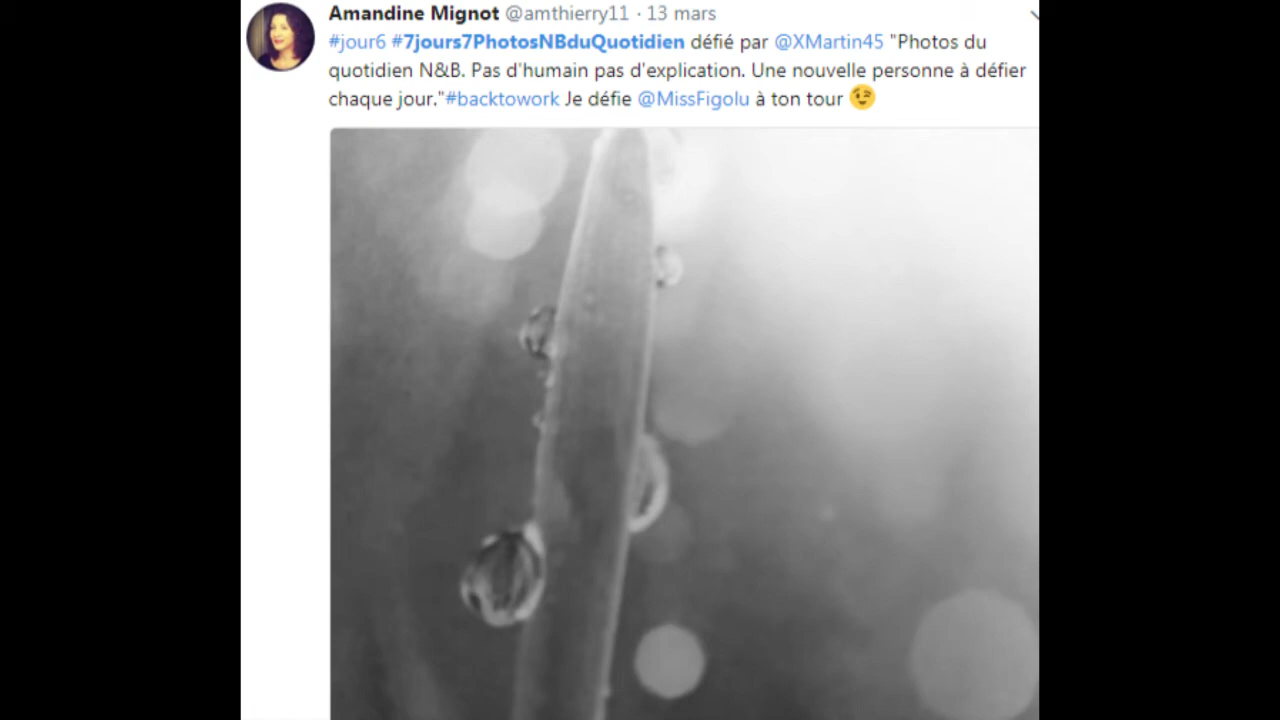 Amandine Mignot @amthierry11 · 13 mars
#jour6 #7jours7PhotosNBduQuotidien défié par @XMartin45 "Photos du
quotidien N&B. Pas d'humain pas d'explication. Une nouvelle personne à défier
chaque jour."#backtowork Je défie @MissFigolu à ton tour 😉